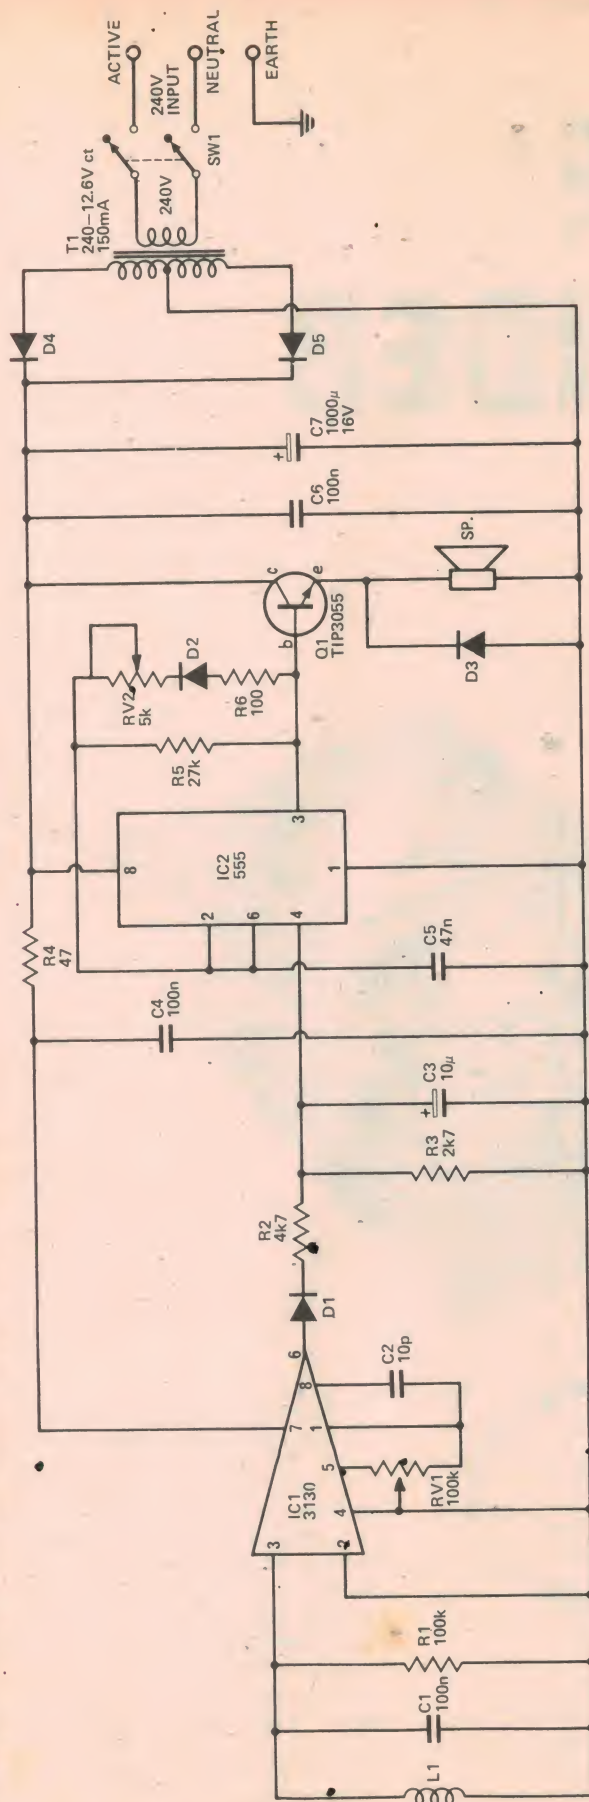 ACTIVE
240V
INPUT
NEUTRAL
EARTH
SW1
T1
240–12.6V ct
150mA
240V
D4
D5
C7
1000µ
16V
+
C6
100n
c
b
e
Q1
TIP3055
SP.
D3
RV2
5k
D2
R6
100
R5
27k
8
IC2
555
3
2
6
4
1
R4
47
C4
100n
C5
47n
C3
10µ
+
R3
2k7
R2
4k7
D1
6
7
8
1
5
4
3
2
IC1
3130
C2
10p
RV1
100k
R1
100k
C1
100n
L1